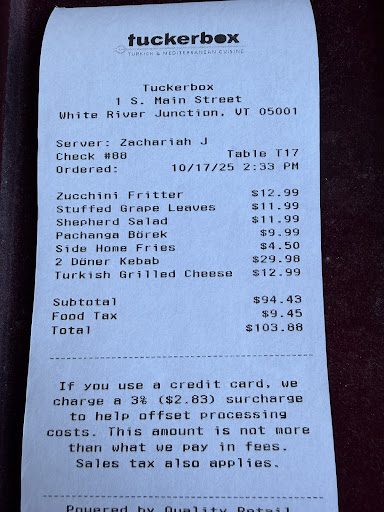 tuckerbox
TURKISH & MEDITERRANEAN CUISINE
Tuckerbox
1 S. Main Street
White River Junction, VT 05001
Server: Zachariah J
Check #88 Table T17
Ordered: 10/17/25 2:33 PM
Zucchini Fritter $12.99
Stuffed Grape Leaves $11.99
Shepherd Salad $11.99
Pachanga Börek $9.99
Side Home Fries $4.50
2 Döner Kebab $29.98
Turkish Grilled Cheese $12.99
Subtotal $94.43
Food Tax $9.45
Total $103.88
If you use a credit card, we
charge a 3% ($2.83) surcharge
to help offset processing
costs. This amount is not more
than what we pay in fees.
Sales tax also applies.
Powered by Quality Retail